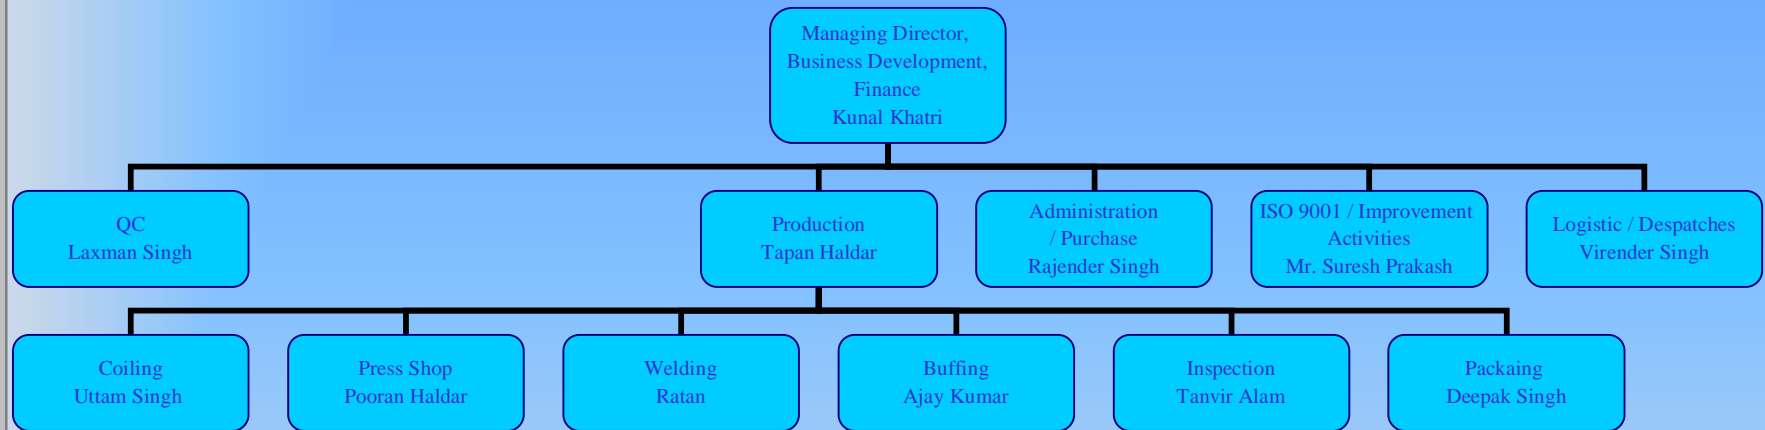 Managing Director,
Business Development,
Finance
Kunal Khatri
QC
Laxman Singh
Production
Tapan Haldar
Administration
/ Purchase
Rajender Singh
ISO 9001 / Improvement
Activities
Mr. Suresh Prakash
Logistic / Despatches
Virender Singh
Coiling
Uttam Singh
Press Shop
Pooran Haldar
Welding
Ratan
Buffing
Ajay Kumar
Inspection
Tanvir Alam
Packaing
Deepak Singh